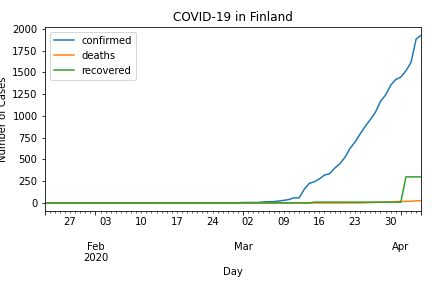 COVID-19 in Finland
confirmed
deaths
recovered
2000
1750
1500
1250
1000
750
500
250
0
Number of Cases
27 03 10 17 24 02 09 16 23 30
Feb Mar Apr
2020
Day